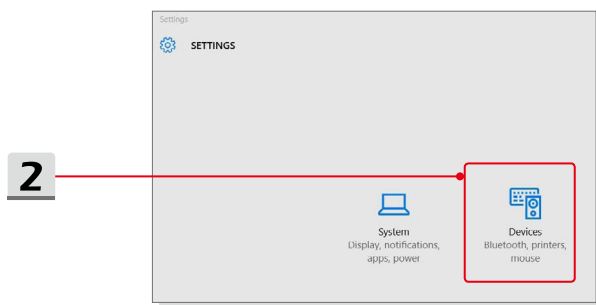 Settings
SETTINGS
2
System
Display, notifications,
apps, power
Devices
Bluetooth, printers,
mouse